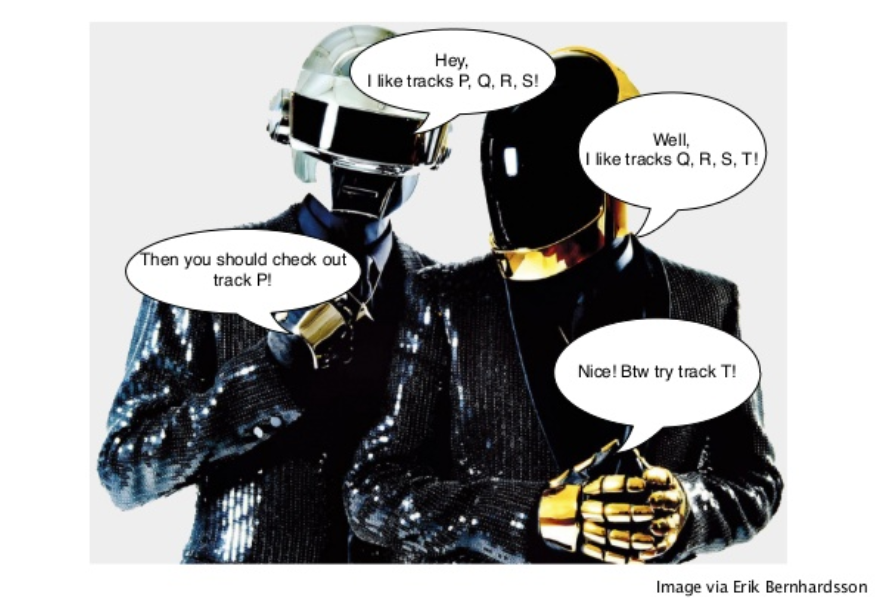 Hey,
I like tracks P, Q, R, S!
Well,
I like tracks Q, R, S, T!
Then you should check out
track P!
Nice! Btw try track T!
Image via Erik Bernhardsson